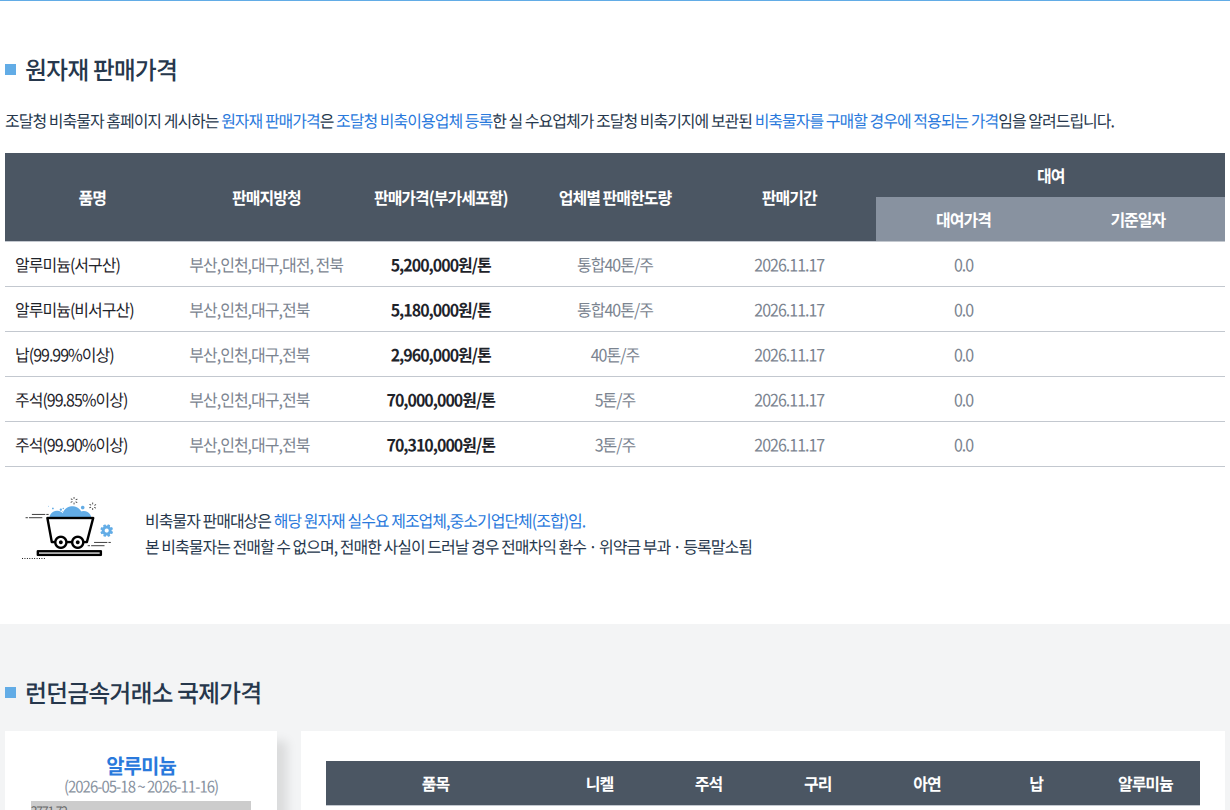 원자재 판매가격
조달청 비축물자 홈페이지 게시하는 원자재 판매가격은 조달청 비축이용업체 등록한 실 수요업체가 조달청 비축기지에 보관된 비축물자를 구매할 경우에 적용되는 가격임을 알려드립니다.
품명 판매지방청 판매가격(부가세포함) 업체별 판매한도량 판매기간 대여
대여가격 기준일자
알루미늄(서구산) 부산,인천,대구,대전, 전북 5,200,000원/톤 통합40톤/주 2026.11.17 0.0
알루미늄(비서구산) 부산,인천,대구,전북 5,180,000원/톤 통합40톤/주 2026.11.17 0.0
납(99.99%이상) 부산,인천,대구,전북 2,960,000원/톤 40톤/주 2026.11.17 0.0
주석(99.85%이상) 부산,인천,대구,전북 70,000,000원/톤 5톤/주 2026.11.17 0.0
주석(99.90%이상) 부산,인천,대구,전북 70,310,000원/톤 3톤/주 2026.11.17 0.0
비축물자 판매대상은 해당 원자재 실수요 제조업체,중소기업단체(조합)임.
본 비축물자는 전매할 수 없으며, 전매한 사실이 드러날 경우 전매차익 환수 · 위약금 부과 · 등록말소됨
런던금속거래소 국제가격
알루미늄
(2026-05-18 ~ 2026-11-16)
품목 니켈 주석 구리 아연 납 알루미늄